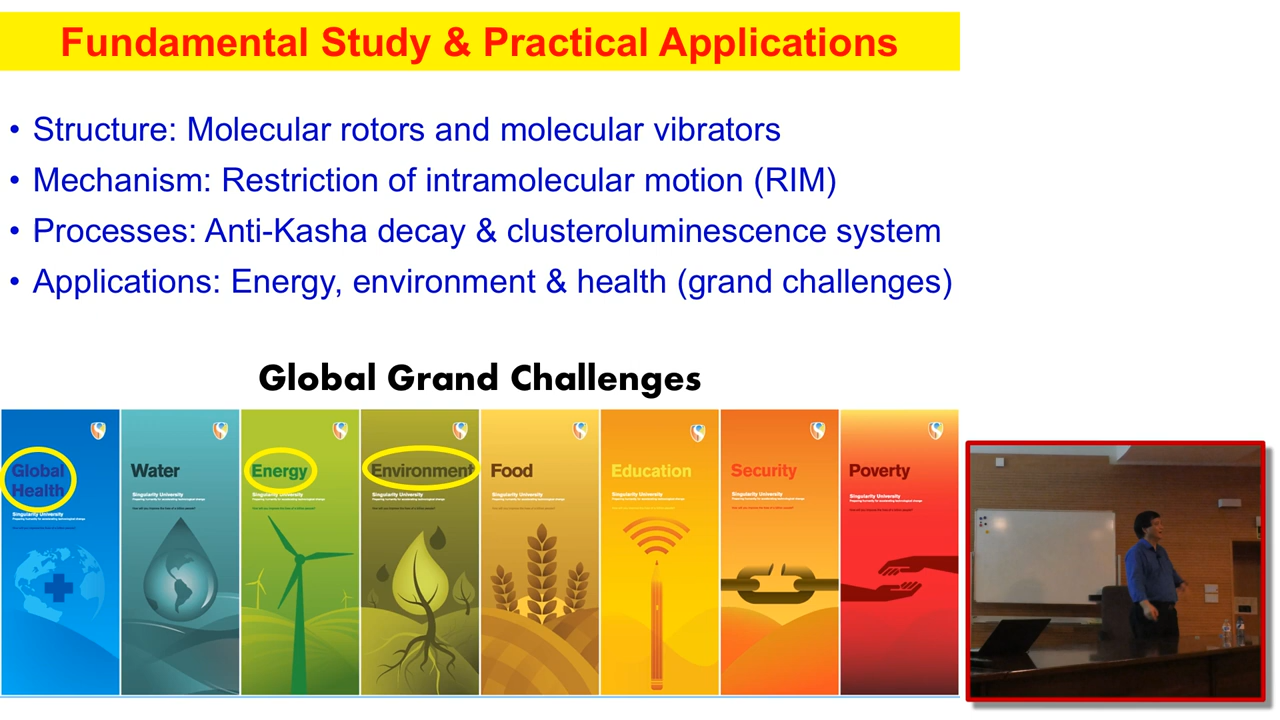 Fundamental Study & Practical Applications
• Structure: Molecular rotors and molecular vibrators
• Mechanism: Restriction of intramolecular motion (RIM)
• Processes: Anti-Kasha decay & clusteroluminescence system
• Applications: Energy, environment & health (grand challenges)
Global Grand Challenges
Global
Health
Singularity University
Water
Singularity University
Energy
Singularity University
Environment
Singularity University
Food
Singularity University
Education
Singularity University
Security
Singularity University
Poverty
Singularity University